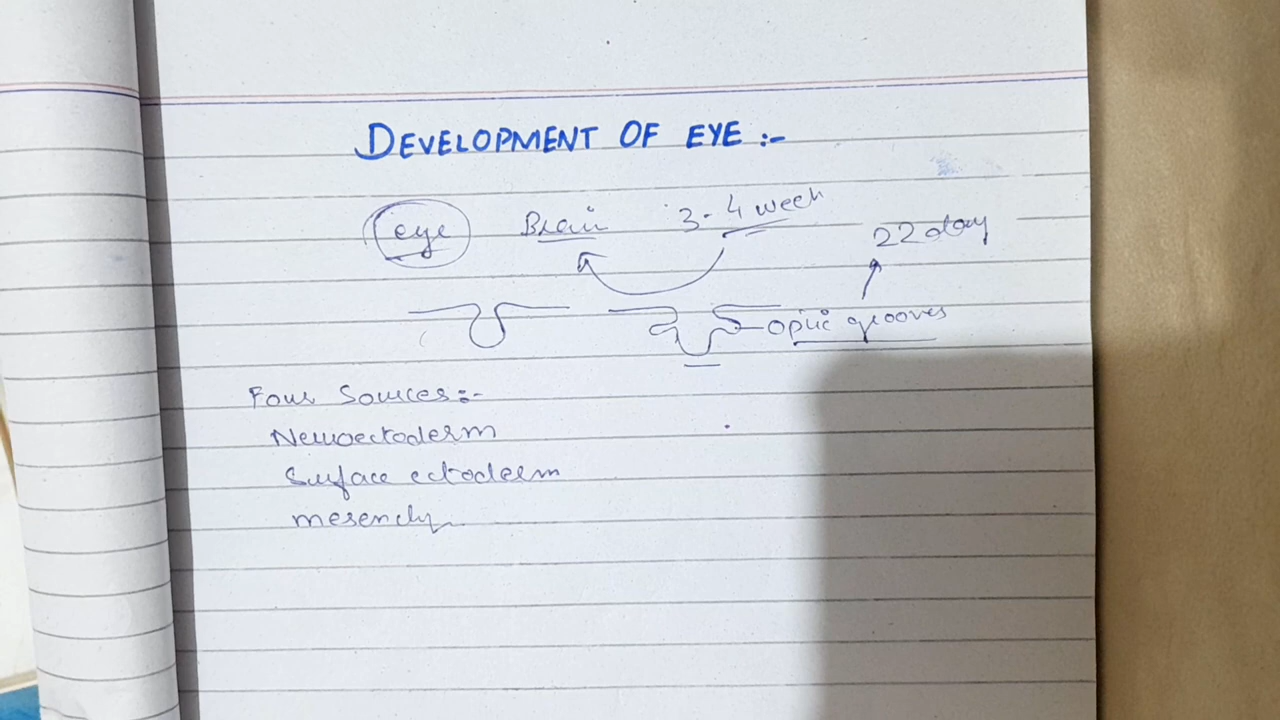 DEVELOPMENT OF EYE :-
eye Brain 3-4 week
22 day
optic grooves
Four Sources :-
Neuroectoderm
Surface ectoderm
mesenchy